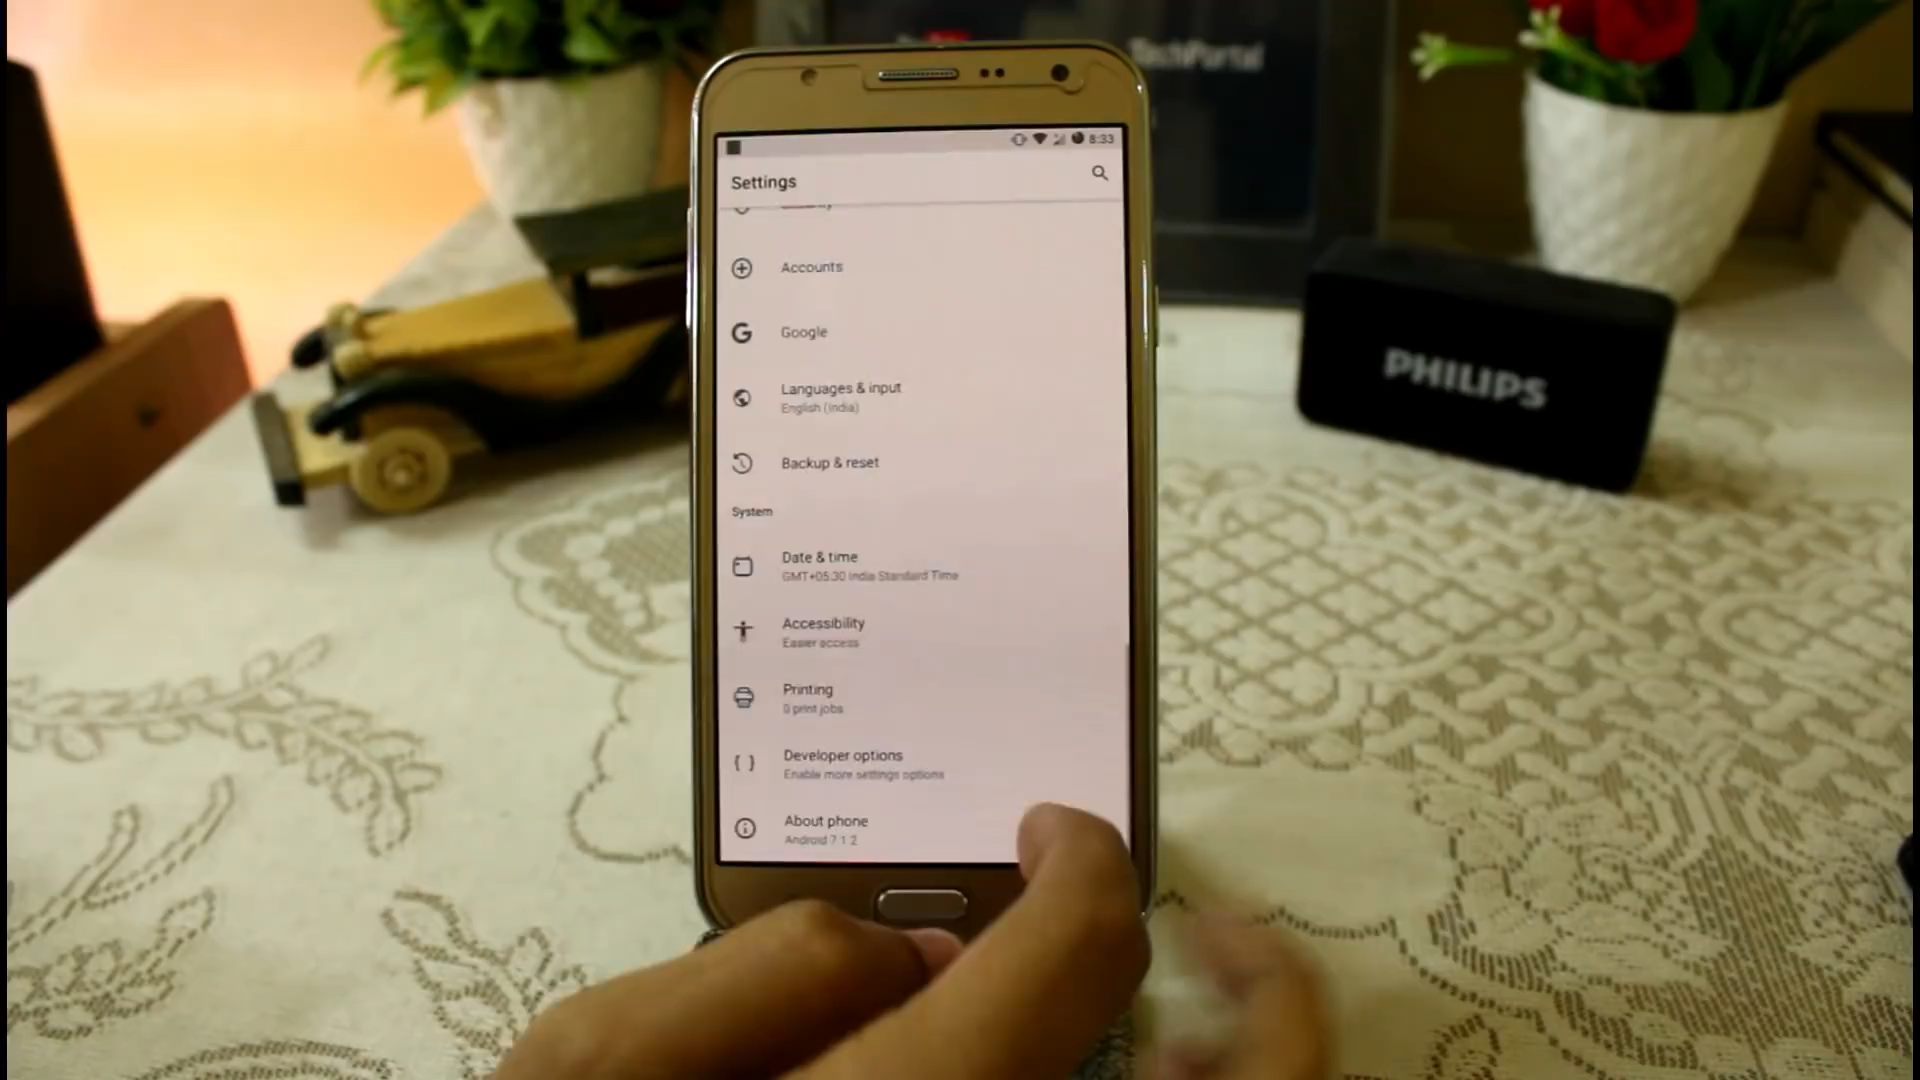 TechPortal
8:33
Settings
Accounts
Google
Languages & input
English (India)
Backup & reset
System
Date & time
GMT+05:30 India Standard Time
Accessibility
Easier access
Printing
0 print jobs
Developer options
Enable more settings options
About phone
Android 7.1.2
PHILIPS